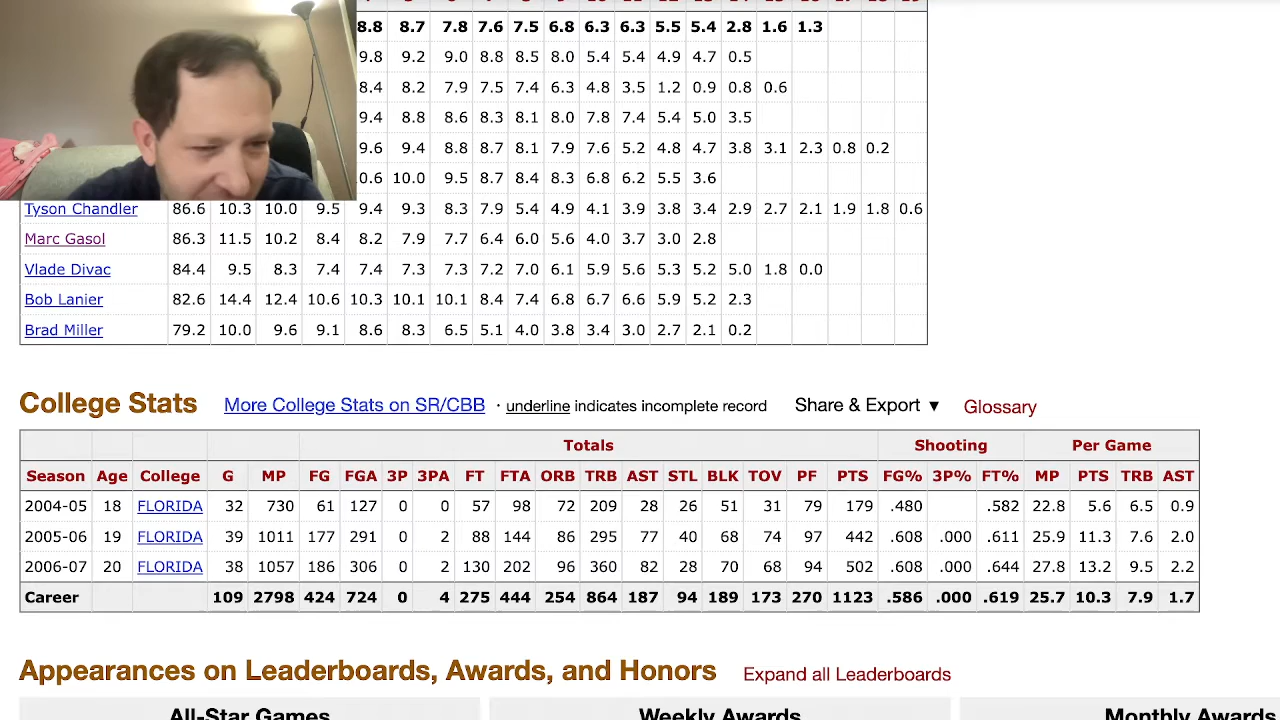 8.8 8.7 7.8 7.6 7.5 6.8 6.3 6.3 5.5 5.4 2.8 1.6 1.3
9.8 9.2 9.0 8.8 8.5 8.0 5.4 5.4 4.9 4.7 0.5
8.4 8.2 7.9 7.5 7.4 6.3 4.8 3.5 1.2 0.9 0.8 0.6
9.4 8.8 8.6 8.3 8.1 8.0 7.8 7.4 5.4 5.0 3.5
9.6 9.4 8.8 8.7 8.1 7.9 7.6 5.2 4.8 4.7 3.8 3.1 2.3 0.8 0.2
0.6 10.0 9.5 8.7 8.4 8.3 6.8 6.2 5.5 3.6
Tyson Chandler 86.6 10.3 10.0 9.5 9.4 9.3 8.3 7.9 5.4 4.9 4.1 3.9 3.8 3.4 2.9 2.7 2.1 1.9 1.8 0.6
Marc Gasol 86.3 11.5 10.2 8.4 8.2 7.9 7.7 6.4 6.0 5.6 4.0 3.7 3.0 2.8
Vlade Divac 84.4 9.5 8.3 7.4 7.4 7.3 7.3 7.2 7.0 6.1 5.9 5.6 5.3 5.2 5.0 1.8 0.0
Bob Lanier 82.6 14.4 12.4 10.6 10.3 10.1 10.1 8.4 7.4 6.8 6.7 6.6 5.9 5.2 2.3
Brad Miller 79.2 10.0 9.6 9.1 8.6 8.3 6.5 5.1 4.0 3.8 3.4 3.0 2.7 2.1 0.2
College Stats More College Stats on SR/CBB · underline indicates incomplete record Share & Export ▼ Glossary
Totals Shooting Per Game
Season Age College G MP FG FGA 3P 3PA FT FTA ORB TRB AST STL BLK TOV PF PTS FG% 3P% FT% MP PTS TRB AST
2004-05 18 FLORIDA 32 730 61 127 0 0 57 98 72 209 28 26 51 31 79 179 .480 .582 22.8 5.6 6.5 0.9
2005-06 19 FLORIDA 39 1011 177 291 0 2 88 144 86 295 77 40 68 74 97 442 .608 .000 .611 25.9 11.3 7.6 2.0
2006-07 20 FLORIDA 38 1057 186 306 0 2 130 202 96 360 82 28 70 68 94 502 .608 .000 .644 27.8 13.2 9.5 2.2
Career 109 2798 424 724 0 4 275 444 254 864 187 94 189 173 270 1123 .586 .000 .619 25.7 10.3 7.9 1.7
Appearances on Leaderboards, Awards, and Honors Expand all Leaderboards
All-Star Games Weekly Awards Monthly Awards